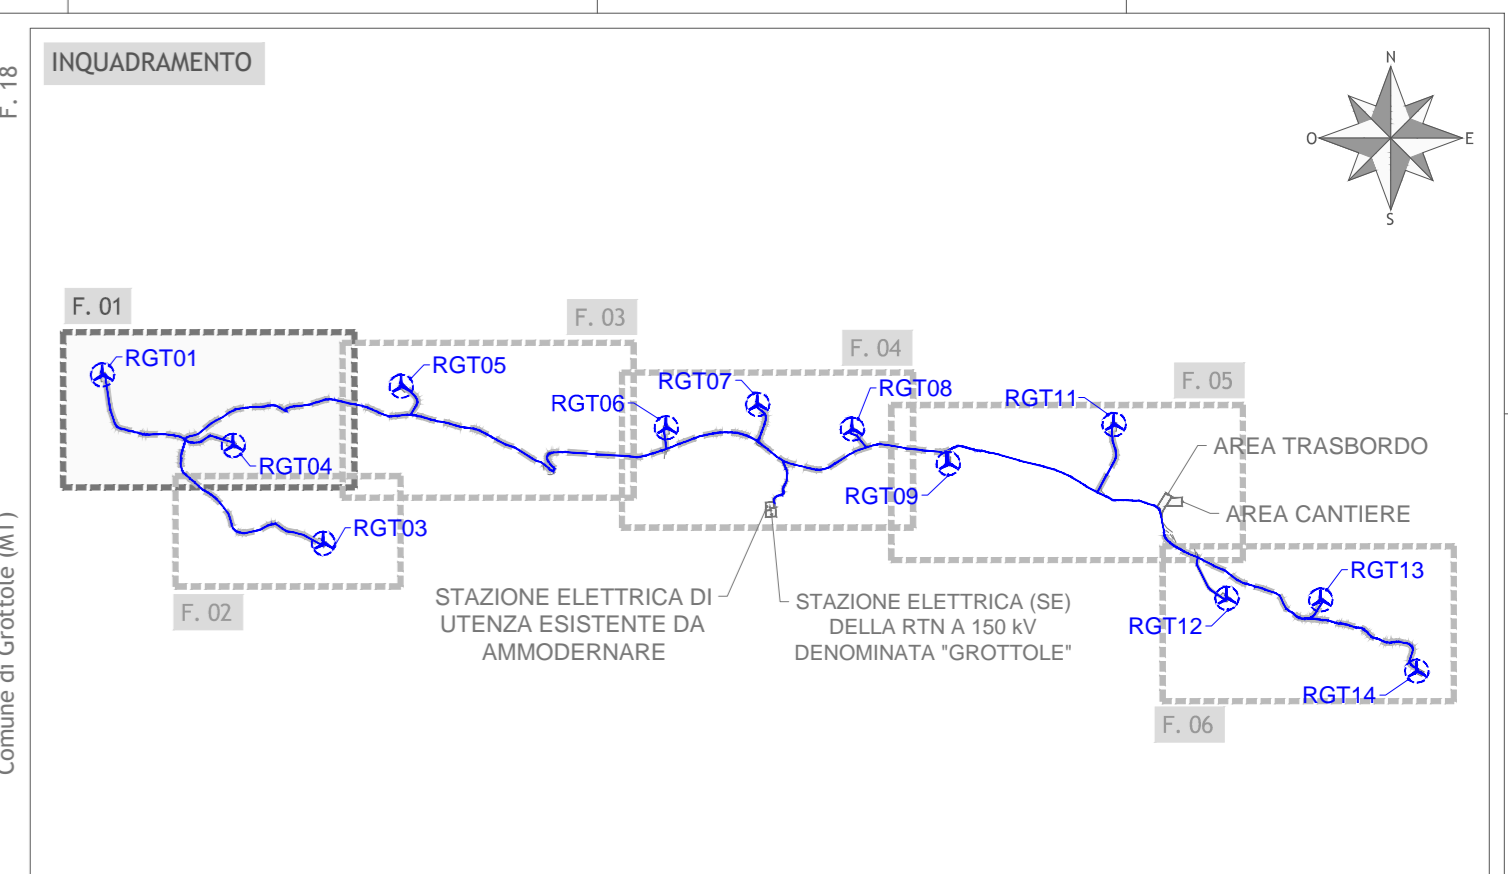 F. 18
Comune di Grottole (MT)
INQUADRAMENTO
N
O
E
S
F. 01
F. 03
F. 04
F. 05
RGT01
RGT05
RGT07
RGT08
RGT11
RGT06
RGT04
RGT09
AREA TRASBORDO
AREA CANTIERE
RGT03
F. 02
STAZIONE ELETTRICA DI
UTENZA ESISTENTE DA
AMMODERNARE
STAZIONE ELETTRICA (SE)
DELLA RTN A 150 kV
DENOMINATA "GROTTOLE"
RGT13
RGT12
RGT14
F. 06